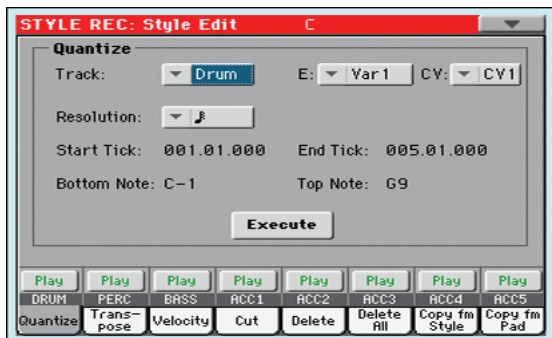 STYLE REC: Style Edit C
Quantize
Track: Drum E: Var1 CV: CV1
Resolution:
Start Tick: 001.01.000 End Tick: 005.01.000
Bottom Note: C-1 Top Note: G9
Execute
Play Play Play Play Play Play Play Play
DRUM PERC BASS ACC1 ACC2 ACC3 ACC4 ACC5
Quantize Trans- Velocity Cut Delete Delete Copy fm Copy fm
pose All Style Pad